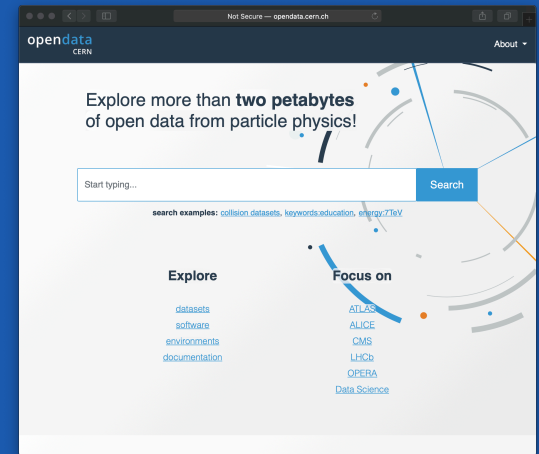 Not Secure — opendata.cern.ch
opendata
CERN
About
Explore more than two petabytes
of open data from particle physics!
Start typing...
Search
search examples: collision datasets, keywords:education, energy:7TeV
Explore
datasets
software
environments
documentation
Focus on
ATLAS
ALICE
CMS
LHCb
OPERA
Data Science